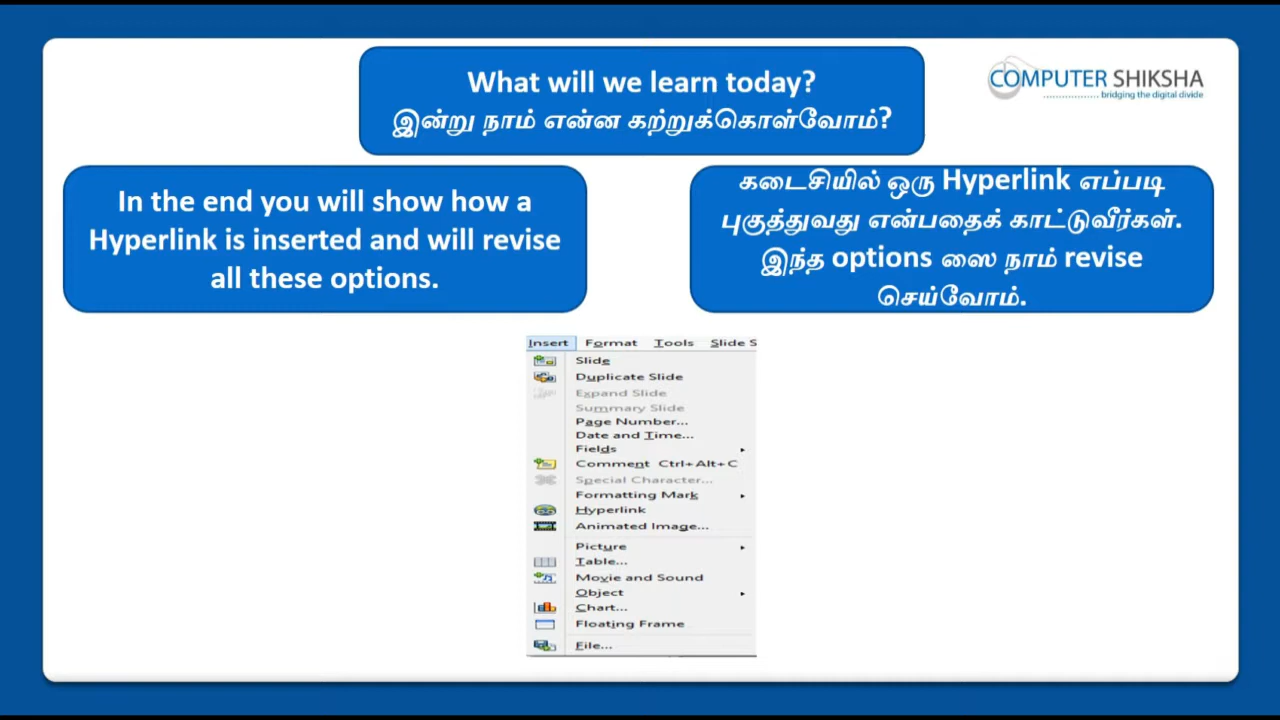 What will we learn today?
இன்று நாம் என்ன கற்றுக்கொள்வோம்?
COMPUTER SHIKSHA
bridging the digital divide
In the end you will show how a
Hyperlink is inserted and will revise
all these options.
கடைசியில் ஒரு Hyperlink எப்படி
புகுத்துவது என்பதைக் காட்டுவீர்கள்.
இந்த options ஸை நாம் revise
செய்வோம்.
Insert Format Tools Slide S
Slide
Duplicate Slide
Expand Slide
Summary Slide
Page Number...
Date and Time...
Fields
Comment Ctrl+Alt+C
Special Character...
Formatting Mark
Hyperlink
Animated Image...
Picture
Table...
Movie and Sound
Object
Chart...
Floating Frame
File...